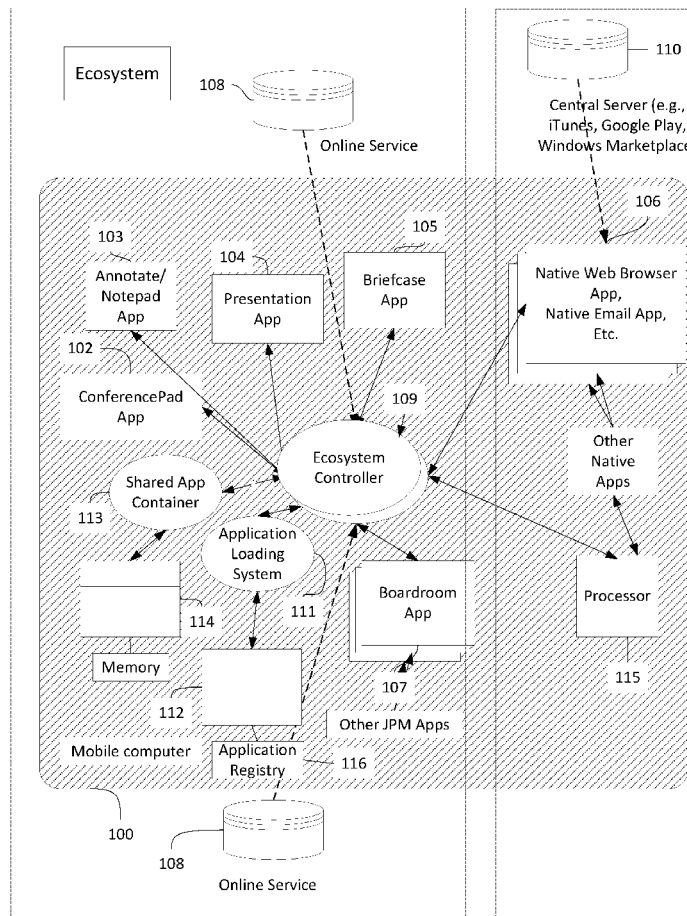 Ecosystem
108
Online Service
110
Central Server (e.g.,
iTunes, Google Play,
Windows Marketplace
106
103
Annotate/
Notepad
App
104
Presentation
App
105
Briefcase
App
Native Web Browser
App,
Native Email App,
Etc.
102
ConferencePad
App
109
Ecosystem
Controller
Other
Native
Apps
Shared App
Container
113
Application
Loading
System
111
Boardroom
App
Processor
115
114
Memory
112
107
Other JPM Apps
Mobile computer
Application
Registry
116
100
108
Online Service